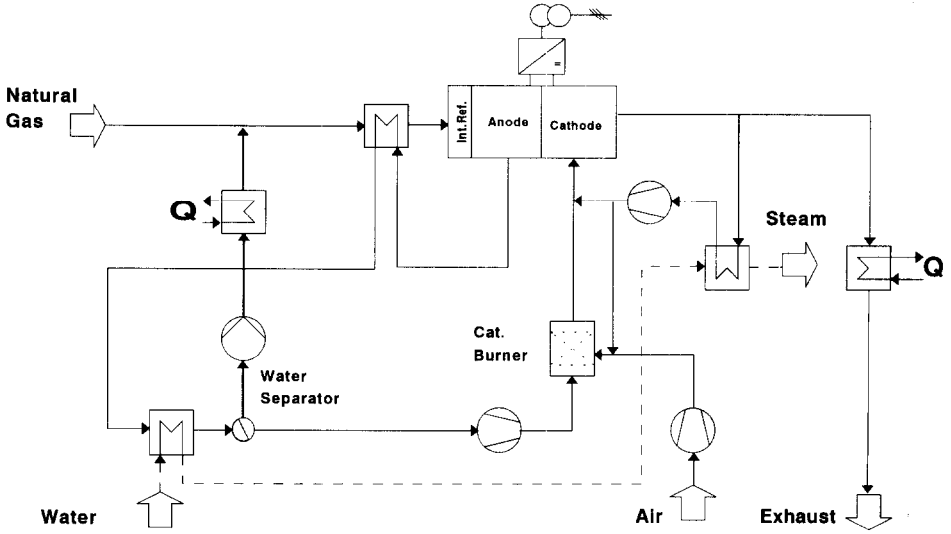 Natural
Gas
Int.Ref.
Anode
Cathode
=
Q
Steam
Q
Cat.
Burner
Water
Separator
Water
Air
Exhaust